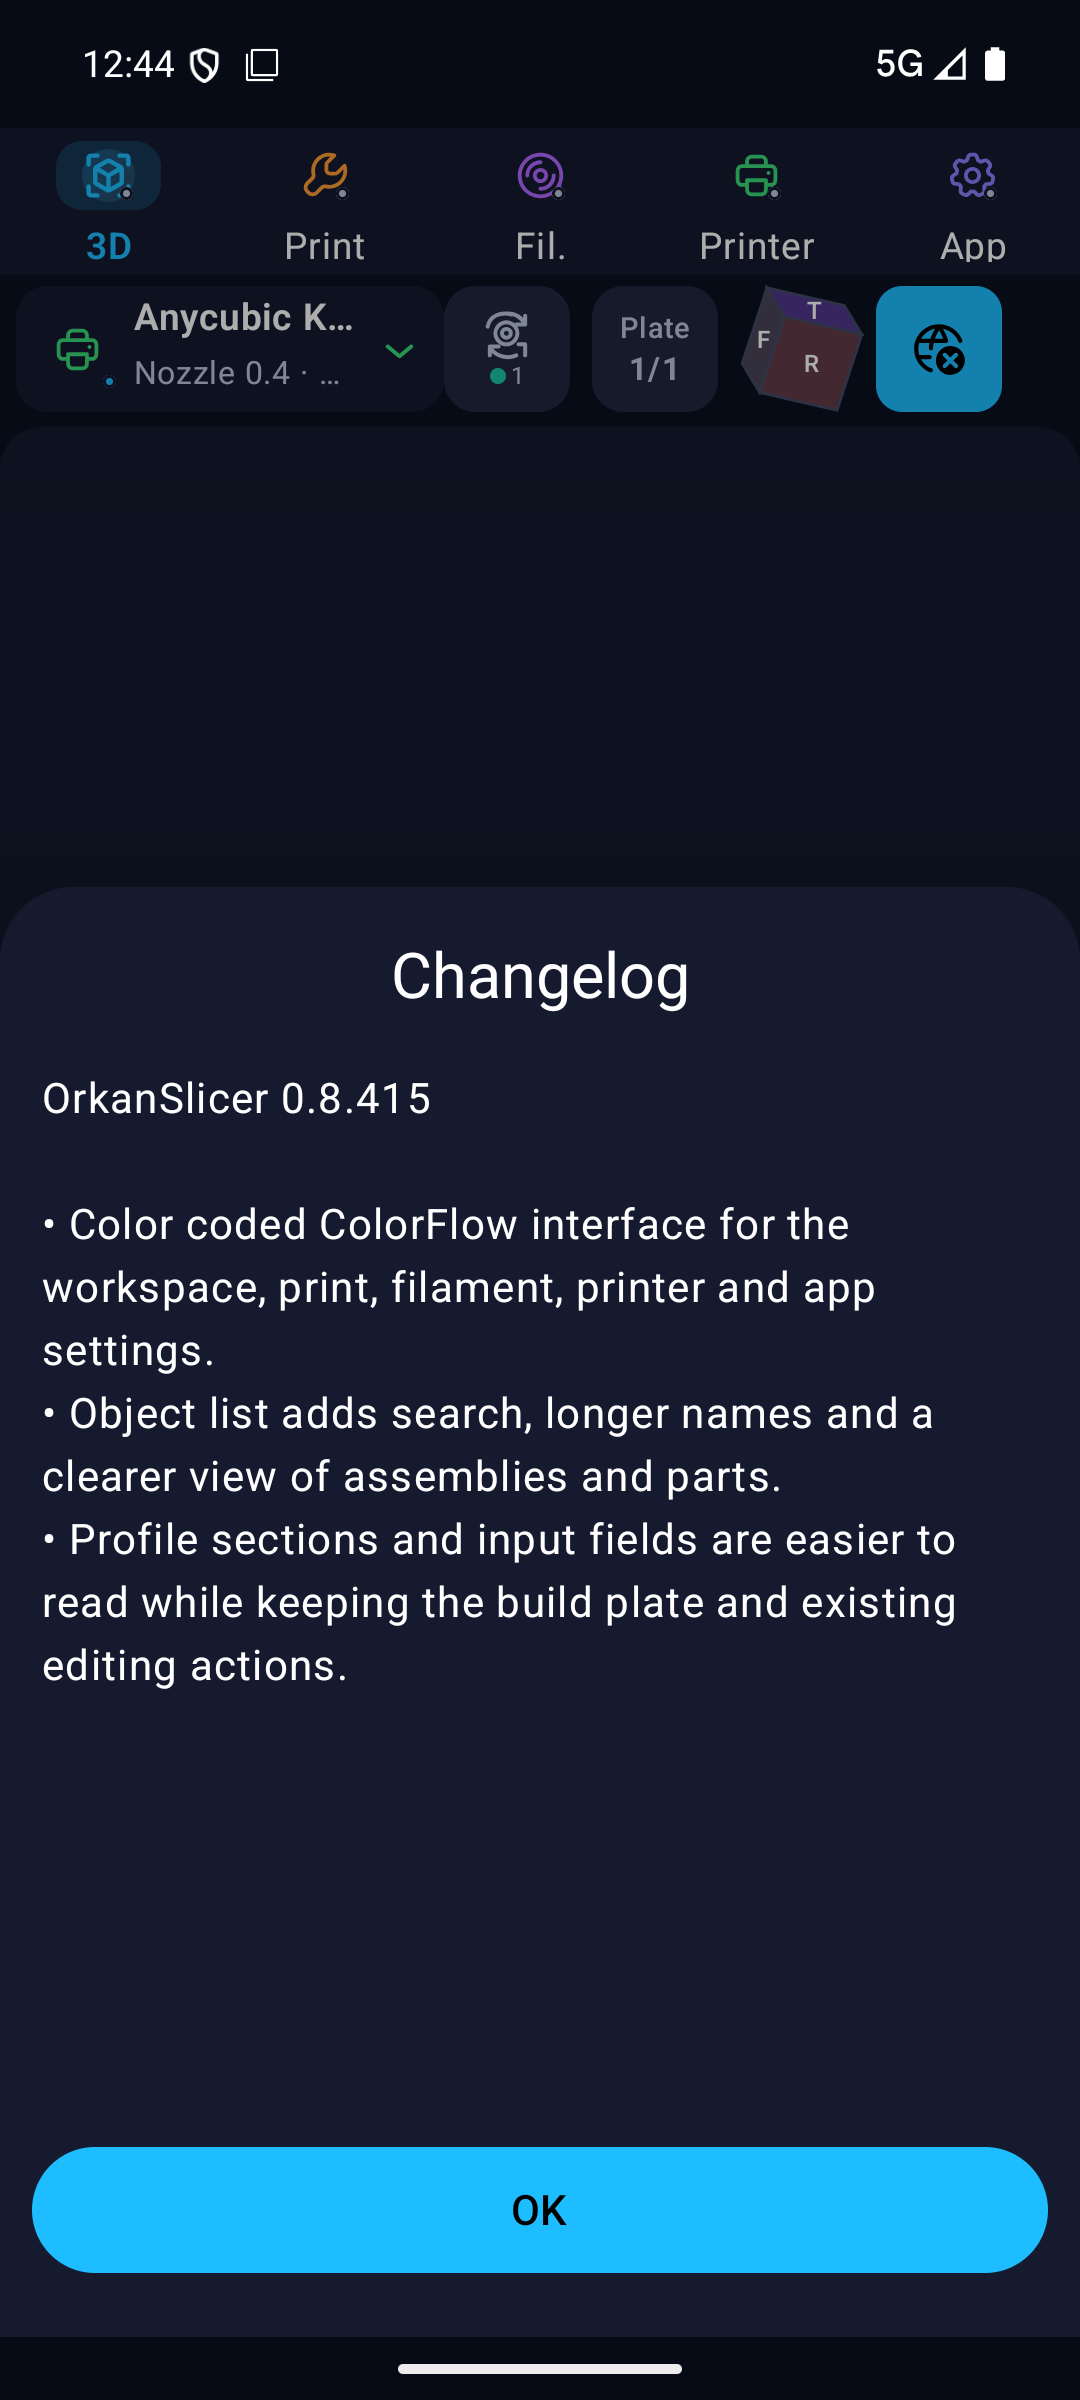 12:44
5G
3D
Print
Fil.
Printer
App
Anycubic K...
Nozzle 0.4 · ...
1
Plate
1/1
T
F
R
Changelog
OrkanSlicer 0.8.415
• Color coded ColorFlow interface for the
workspace, print, filament, printer and app
settings.
• Object list adds search, longer names and a
clearer view of assemblies and parts.
• Profile sections and input fields are easier to
read while keeping the build plate and existing
editing actions.
OK